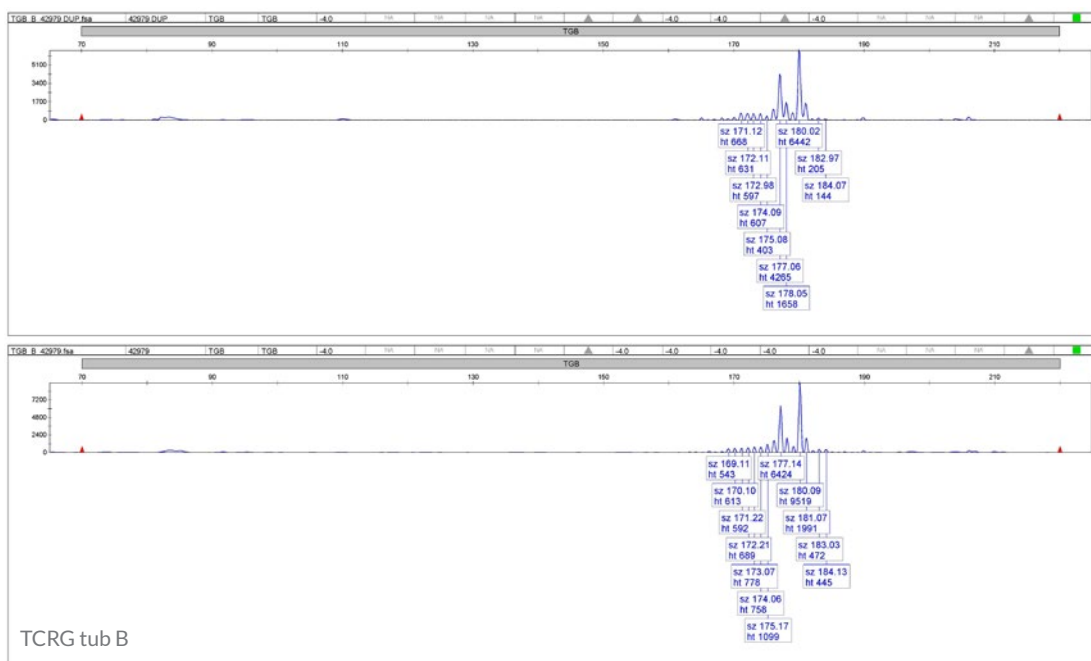 TGB_B_42979 DUP.fsa 42979 DUP TGB TGB -4.0 -4.0 -4.0 -4.0
TGB
70 90 110 130 150 170 190 210
5100
3400
1700
0
sz 171.12
ht 668
sz 180.02
ht 6442
sz 172.11
ht 631
sz 182.97
ht 205
sz 172.98
ht 597
sz 184.07
ht 144
sz 174.09
ht 607
sz 175.08
ht 403
sz 177.06
ht 4265
sz 178.05
ht 1658
TGB_B_42979.fsa 42979 TGB TGB -4.0 -4.0 -4.0 -4.0 -4.0
TGB
70 90 110 130 150 170 190 210
7200
4800
2400
0
sz 169.11
ht 543
sz 177.14
ht 6424
sz 170.10
ht 613
sz 180.09
ht 9519
sz 171.22
ht 592
sz 181.07
ht 1991
sz 172.21
ht 689
sz 183.03
ht 472
sz 173.07
ht 778
sz 184.13
ht 445
sz 174.06
ht 758
sz 175.17
ht 1099
TCRG tub B